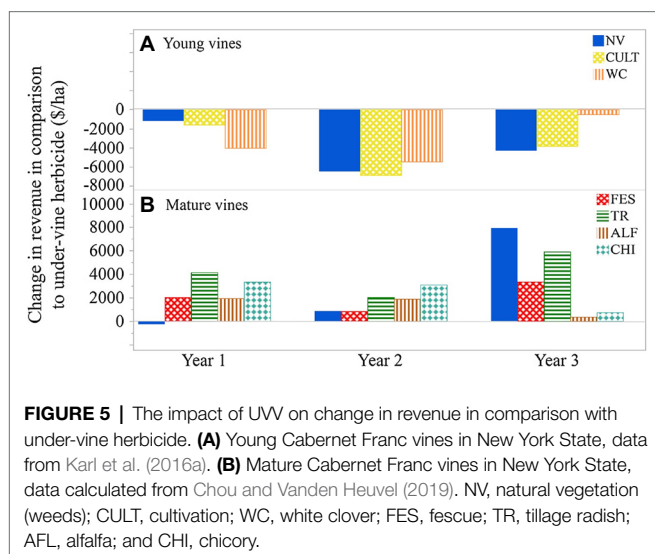 Change in revenue in comparison
to under-vine herbicide ($/ha)
A Young vines
NV
CULT
WC
0
-2000
-4000
-6000
-8000
B Mature vines
FES
TR
ALF
CHI
10000
8000
6000
4000
2000
0
Year 1 Year 2 Year 3
FIGURE 5 | The impact of UVV on change in revenue in comparison with
under-vine herbicide. (A) Young Cabernet Franc vines in New York State, data
from Karl et al. (2016a). (B) Mature Cabernet Franc vines in New York State,
data calculated from Chou and Vanden Heuvel (2019). NV, natural vegetation
(weeds); CULT, cultivation; WC, white clover; FES, fescue; TR, tillage radish;
AFL, alfalfa; and CHI, chicory.